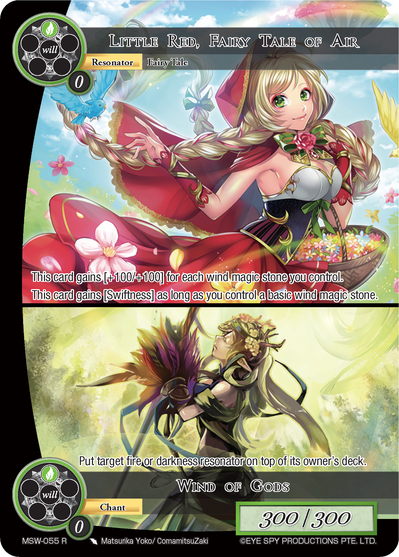 Little Red, Fairy Tale of Air
will
Resonator Fairy Tale
0
This card gains [+100/+100] for each wind magic stone you control.
This card gains [Swiftness] as long as you control a basic wind magic stone.
Put target fire or darkness resonator on top of its owner's deck.
Wind of Gods
will
Chant
0
300 / 300
MSW-055 R Matsurika Yoko/ ComamitsuZaki ©EYE SPY PRODUCTIONS PTE. LTD.